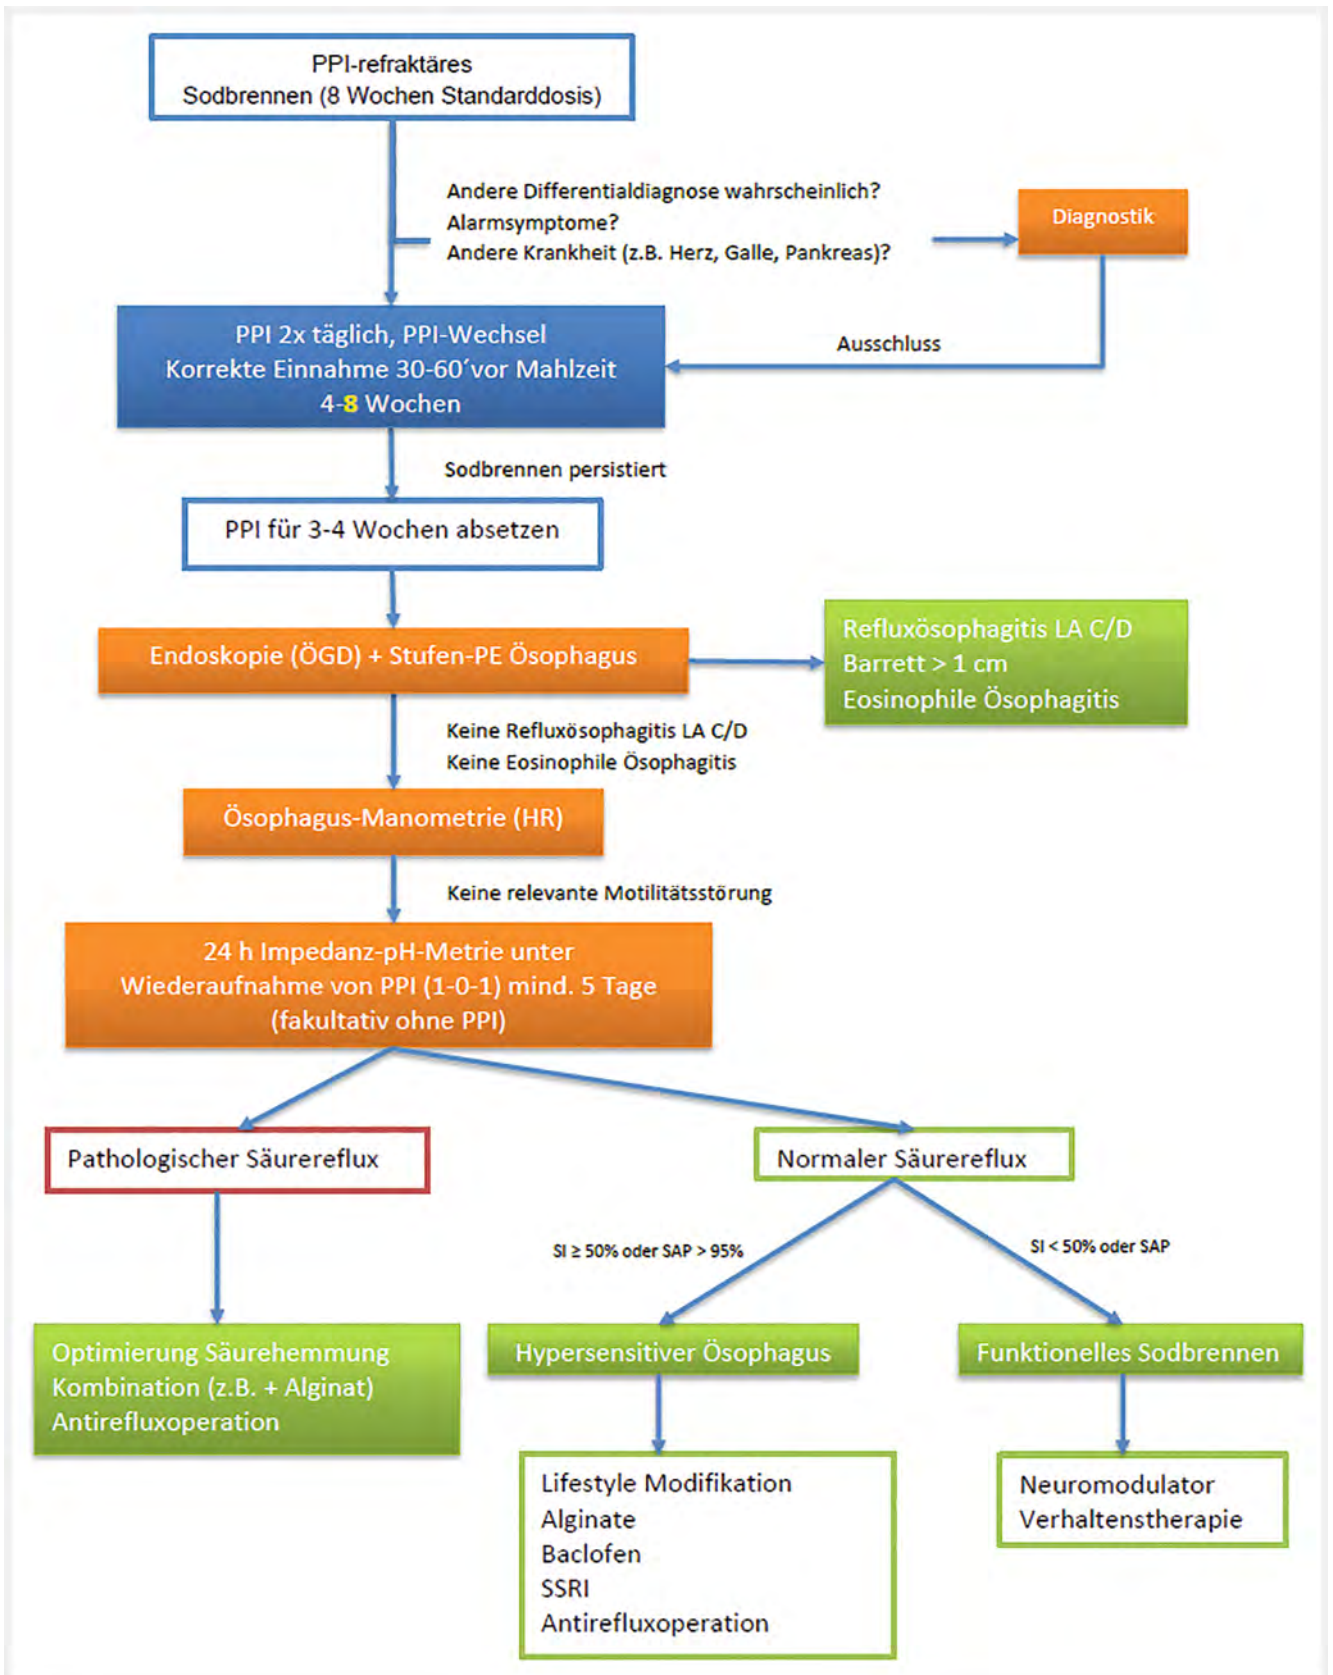 PPI-refraktäres
Sodbrennen (8 Wochen Standarddosis)
Andere Differentialdiagnose wahrscheinlich?
Alarmsymptome?
Andere Krankheit (z.B. Herz, Galle, Pankreas)?
Diagnostik
PPI 2x täglich, PPI-Wechsel
Korrekte Einnahme 30-60´vor Mahlzeit
4-8 Wochen
Ausschluss
Sodbrennen persistiert
PPI für 3-4 Wochen absetzen
Endoskopie (ÖGD) + Stufen-PE Ösophagus
Refluxösophagitis LA C/D
Barrett > 1 cm
Eosinophile Ösophagitis
Keine Refluxösophagitis LA C/D
Keine Eosinophile Ösophagitis
Ösophagus-Manometrie (HR)
Keine relevante Motilitätsstörung
24 h Impedanz-pH-Metrie unter
Wiederaufnahme von PPI (1-0-1) mind. 5 Tage
(fakultativ ohne PPI)
Pathologischer Säurereflux
Normaler Säurereflux
SI ≥ 50% oder SAP > 95%
SI < 50% oder SAP
Optimierung Säurehemmung
Kombination (z.B. + Alginat)
Antirefluxoperation
Hypersensitiver Ösophagus
Funktionelles Sodbrennen
Lifestyle Modifikation
Alginate
Baclofen
SSRI
Antirefluxoperation
Neuromodulator
Verhaltenstherapie